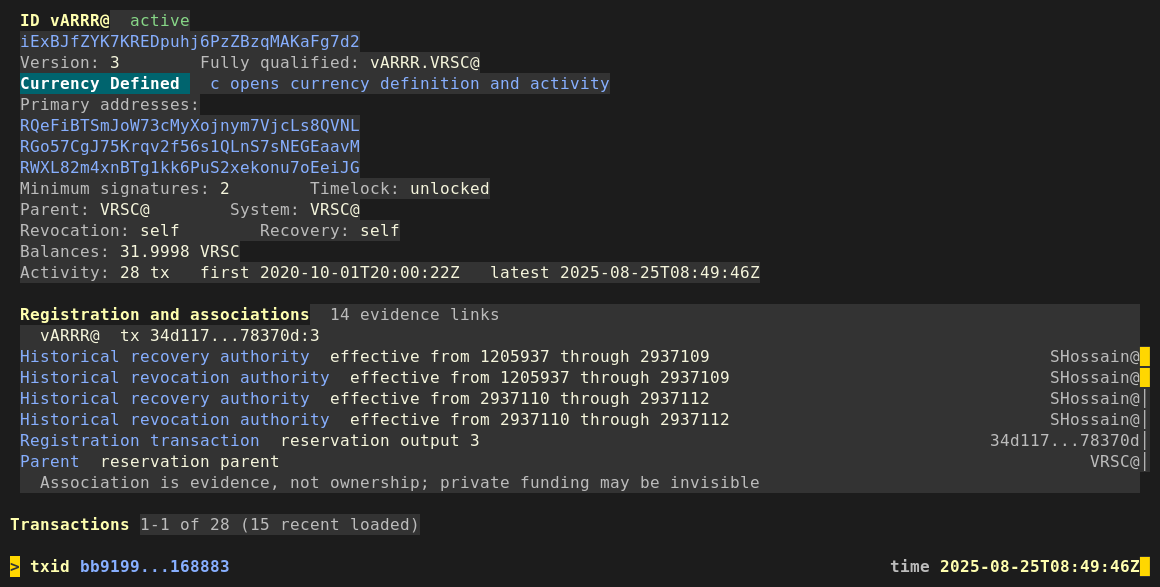 ID vARRR@  active
iExBJfZYK7KREDpuhj6PzZBzqMAKaFg7d2
Version: 3        Fully qualified: vARRR.VRSC@
Currency Defined   c opens currency definition and activity
Primary addresses:
RQeFiBTSmJoW73cMyXojnym7VjcLs8QVNL
RGo57CgJ75Krqv2f56s1QLnS7sNEGEaavM
RWXL82m4xnBTg1kk6PuS2xekonu7oEeiJG
Minimum signatures: 2        Timelock: unlocked
Parent: VRSC@        System: VRSC@
Revocation: self        Recovery: self
Balances: 31.9998 VRSC
Activity: 28 tx   first 2020-10-01T20:00:22Z   latest 2025-08-25T08:49:46Z
Registration and associations  14 evidence links
vARRR@  tx 34d117...78370d:3
Historical recovery authority  effective from 1205937 through 2937109  SHossain@
Historical revocation authority  effective from 1205937 through 2937109  SHossain@
Historical recovery authority  effective from 2937110 through 2937112  SHossain@
Historical revocation authority  effective from 2937110 through 2937112  SHossain@
Registration transaction  reservation output 3  34d117...78370d
Parent  reservation parent  VRSC@
Association is evidence, not ownership; private funding may be invisible
Transactions 1-1 of 28 (15 recent loaded)
> txid bb9199...168883  time 2025-08-25T08:49:46Z